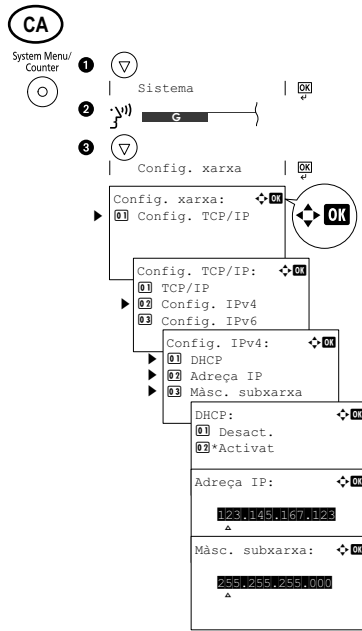 CA
System Menu/
Counter
1
Sistema OK
2
G
3
Config. xarxa OK
Config. xarxa: OK
01 Config. TCP/IP
OK
Config. TCP/IP: OK
01 TCP/IP
02 Config. IPv4
03 Config. IPv6
Config. IPv4: OK
01 DHCP
02 Adreça IP
03 Màsc. subxarxa
DHCP: OK
01 Desact.
02 *Activat
Adreça IP: OK
123.145.167.123
Màsc. subxarxa: OK
255.255.255.000